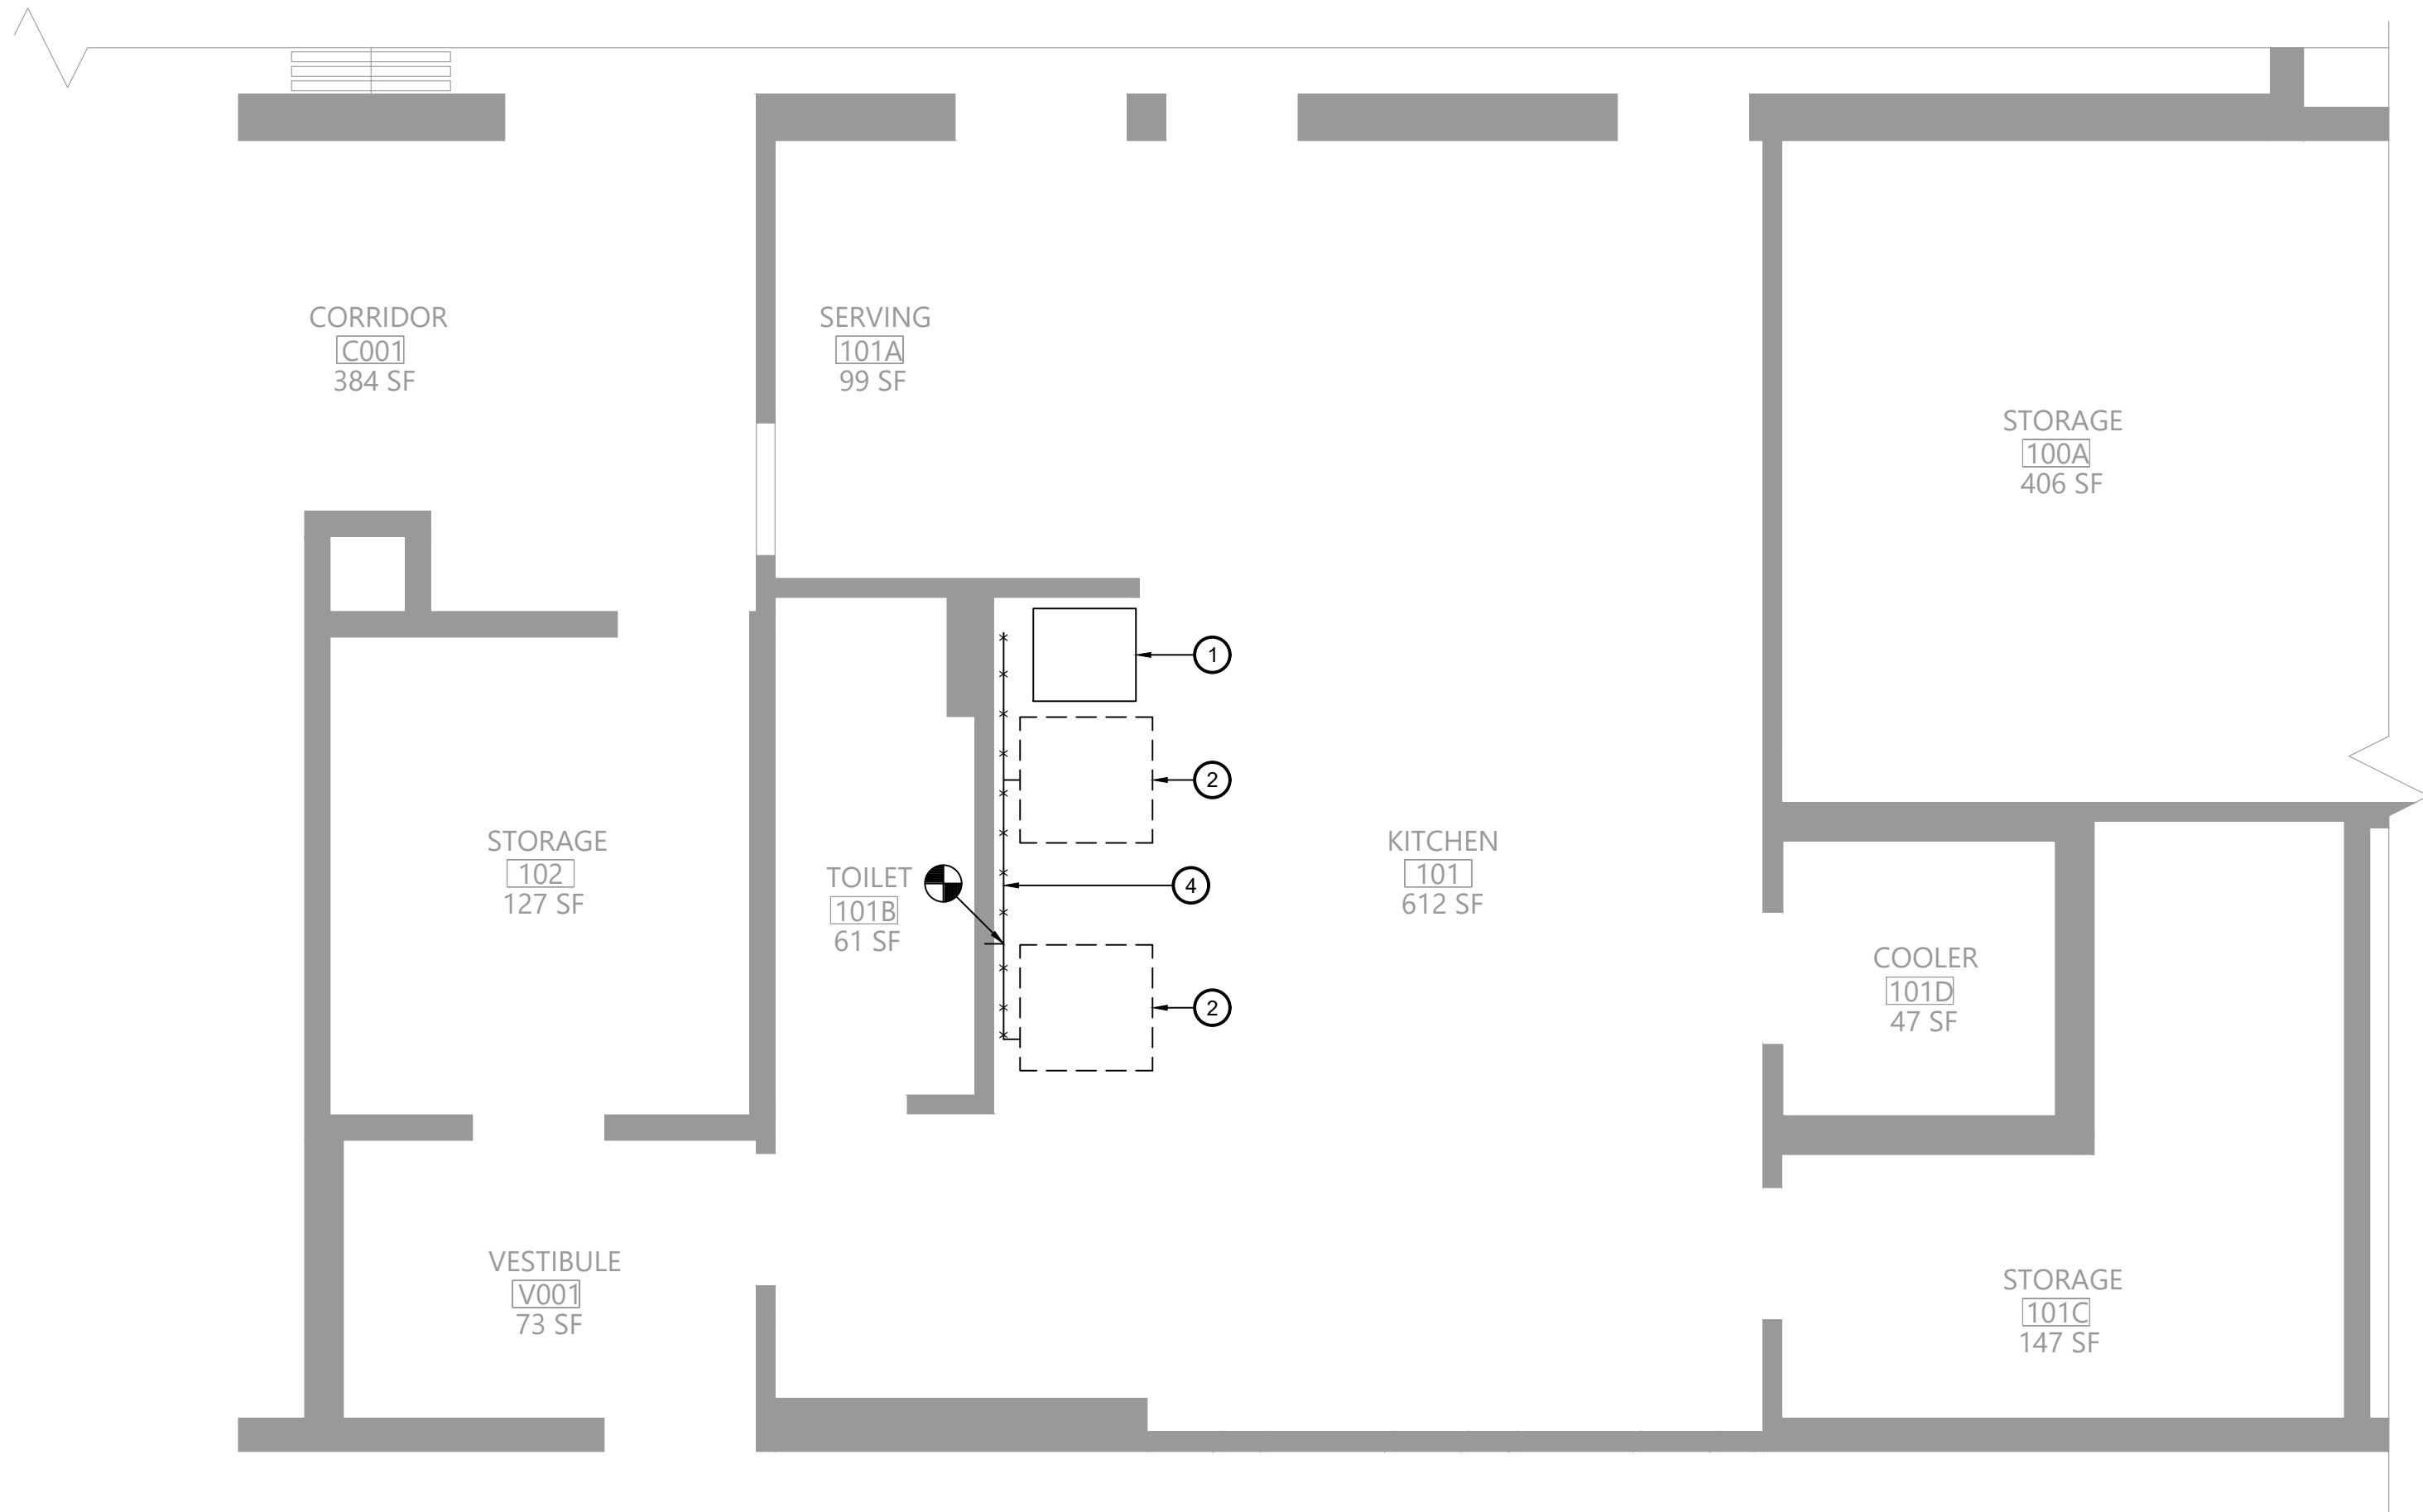 CORRIDOR
C001
384 SF
SERVING
101A
99 SF
STORAGE
100A
406 SF
1
2
STORAGE
102
127 SF
TOILET
101B
61 SF
4
KITCHEN
101
612 SF
2
COOLER
101D
47 SF
VESTIBULE
V001
73 SF
STORAGE
101C
147 SF